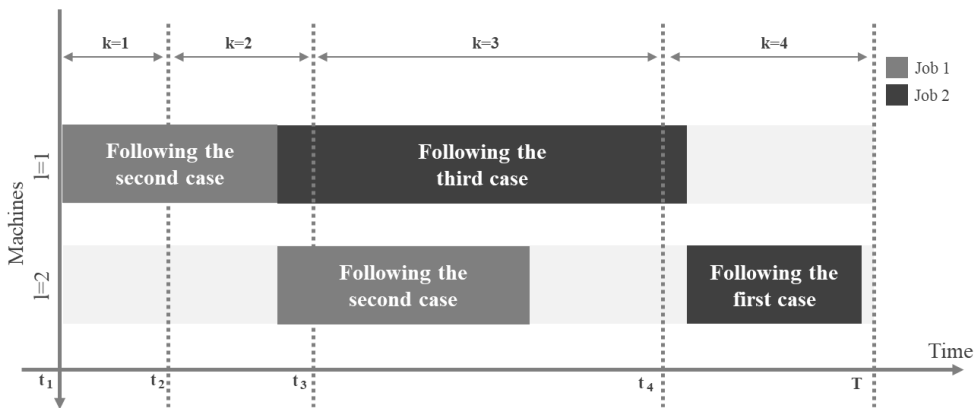 k=1
k=2
k=3
k=4
Job 1
Job 2
Machines
l=1
Following the
second case
Following the
third case
l=2
Following the
second case
Following the
first case
Time
t1
t2
t3
t4
T